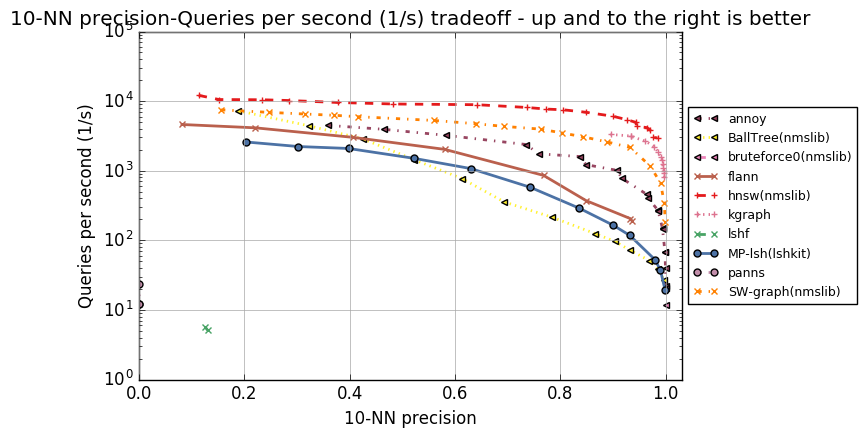 10-NN precision-Queries per second (1/s) tradeoff - up and to the right is better
10^5
10^4
10^3
10^2
10^1
10^0
Queries per second (1/s)
0.0 0.2 0.4 0.6 0.8 1.0
10-NN precision
annoy
BallTree(nmslib)
bruteforce0(nmslib)
flann
hnsw(nmslib)
kgraph
lshf
MP-lsh(lshkit)
panns
SW-graph(nmslib)